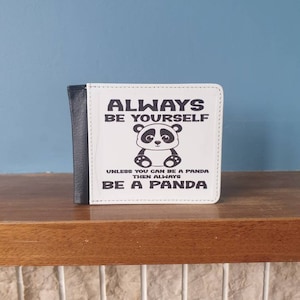 ALWAYS
BE YOURSELF
UNLESS YOU CAN BE A PANDA
THEN ALWAYS
BE A PANDA